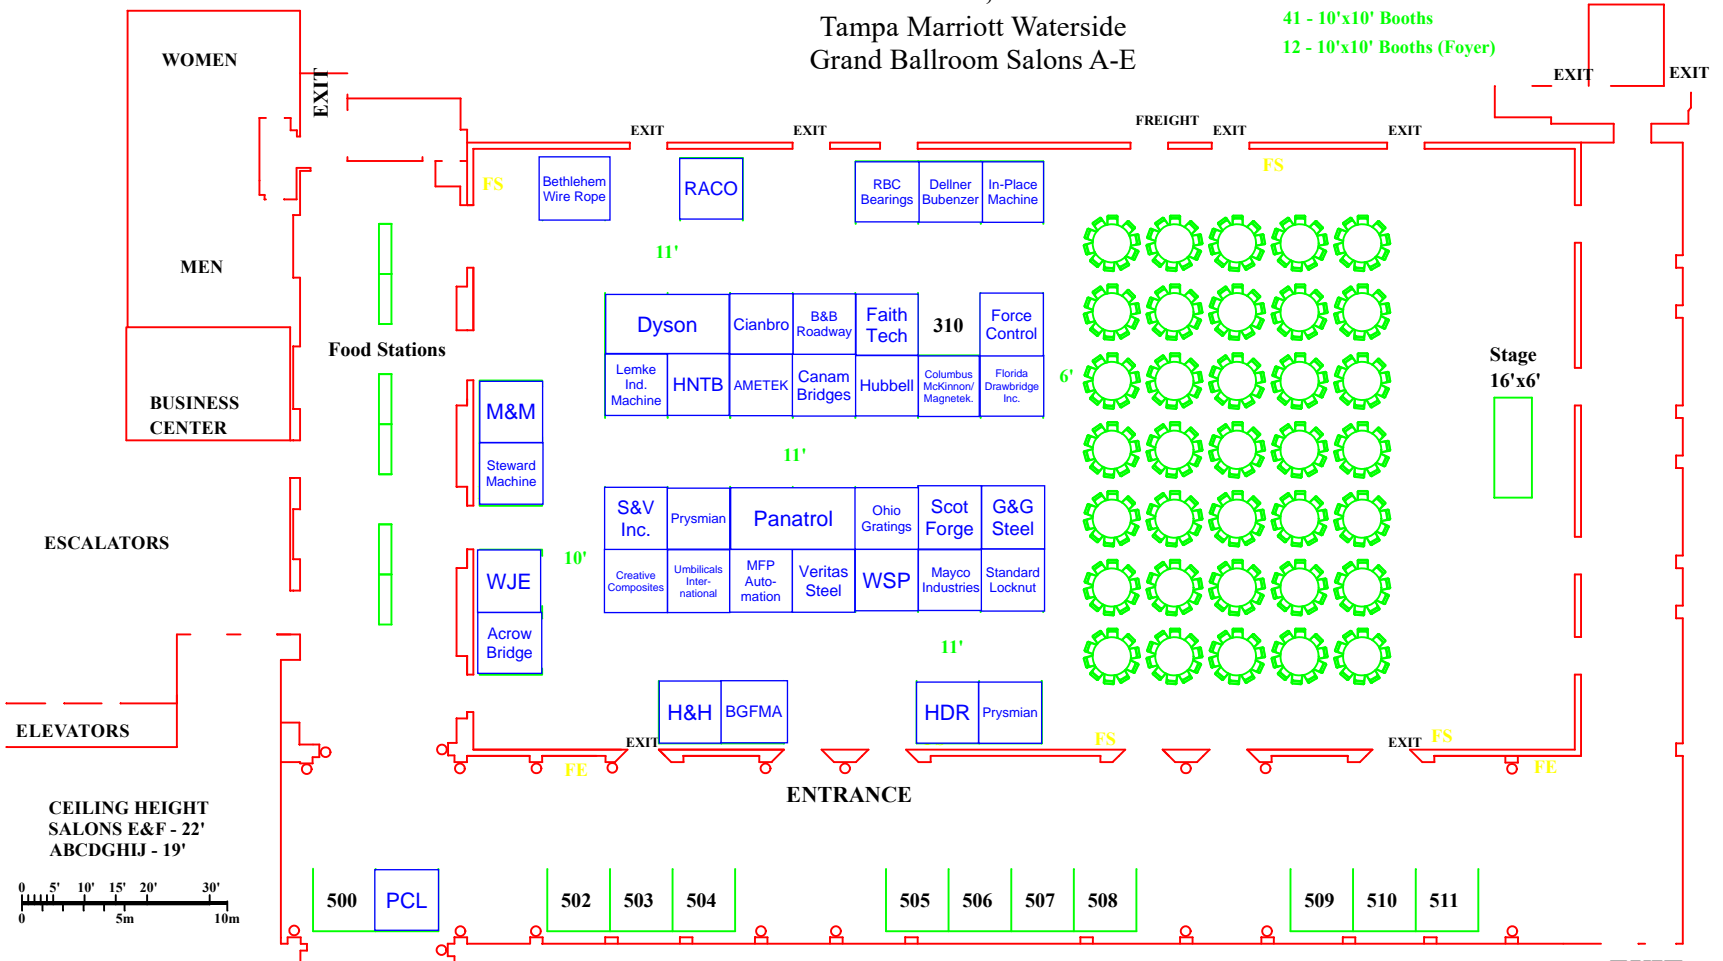 Tampa Marriott Waterside
Grand Ballroom Salons A-E
41 - 10'x10' Booths
12 - 10'x10' Booths (Foyer)
WOMEN
EXIT
EXIT
EXIT
EXIT
EXIT
FREIGHT
EXIT
EXIT
FS
FS
Bethlehem
Wire Rope
RACO
RBC
Bearings
Dellner
Bubenzer
In-Place
Machine
MEN
11'
Dyson
Cianbro
B&B
Roadway
Faith
Tech
310
Force
Control
Food Stations
Lemke
Ind.
Machine
HNTB
AMETEK
Canam
Bridges
Hubbell
Columbus
McKinnon/
Magnetek.
Florida
Drawbridge
Inc.
6'
Stage
16'x6'
BUSINESS
CENTER
M&M
Steward
Machine
11'
S&V
Inc.
Prysmian
Panatrol
Ohio
Gratings
Scot
Forge
G&G
Steel
ESCALATORS
10'
WJE
Creative
Composites
Umbilicals
Inter-
national
MFP
Auto-
mation
Veritas
Steel
WSP
Mayco
Industries
Standard
Locknut
Acrow
Bridge
11'
H&H
BGFMA
HDR
Prysmian
ELEVATORS
EXIT
FS
EXIT
FS
FE
FE
ENTRANCE
CEILING HEIGHT
SALONS E&F - 22'
ABCDGHIJ - 19'
0 5' 10' 15' 20' 30'
0 5m 10m
500
PCL
502
503
504
505
506
507
508
509
510
511